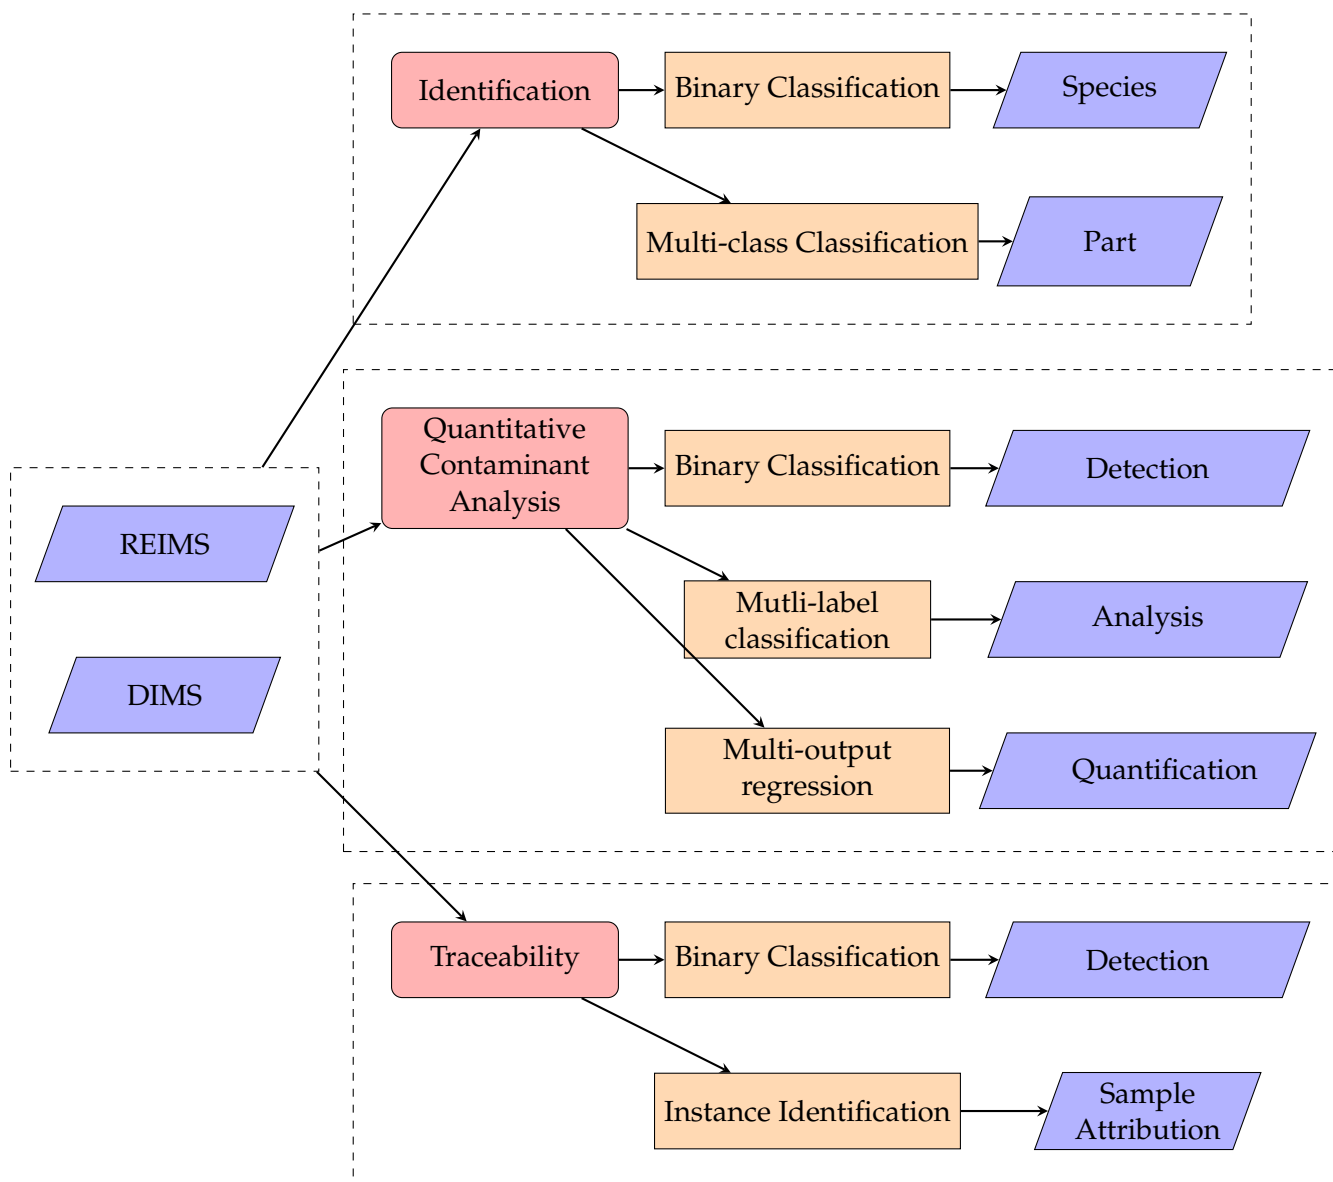 Identification
Binary Classification
Species
Multi-class Classification
Part
Quantitative
Contaminant
Analysis
Binary Classification
Detection
REIMS
Mutli-label
classification
Analysis
DIMS
Multi-output
regression
Quantification
Traceability
Binary Classification
Detection
Instance Identification
Sample
Attribution